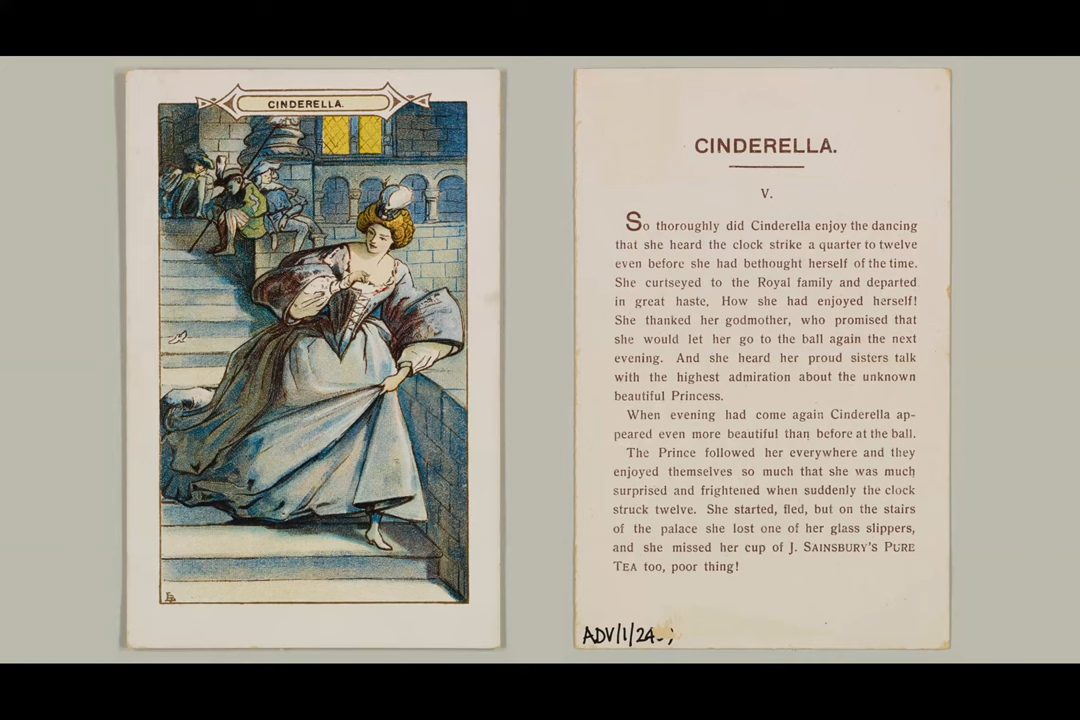 CINDERELLA.
CINDERELLA.
V.
So thoroughly did Cinderella enjoy the dancing
that she heard the clock strike a quarter to twelve
even before she had bethought herself of the time.
She curtseyed to the Royal family and departed
in great haste. How she had enjoyed herself!
She thanked her godmother, who promised that
she would let her go to the ball again the next
evening. And she heard her proud sisters talk
with the highest admiration about the unknown
beautiful Princess.
When evening had come again Cinderella ap-
peared even more beautiful than before at the ball.
The Prince followed her everywhere and they
enjoyed themselves so much that she was much
surprised and frightened when suddenly the clock
struck twelve. She started, fled, but on the stairs
of the palace she lost one of her glass slippers,
and she missed her cup of J. SAINSBURY'S PURE
TEA too, poor thing!
ADV/1/24